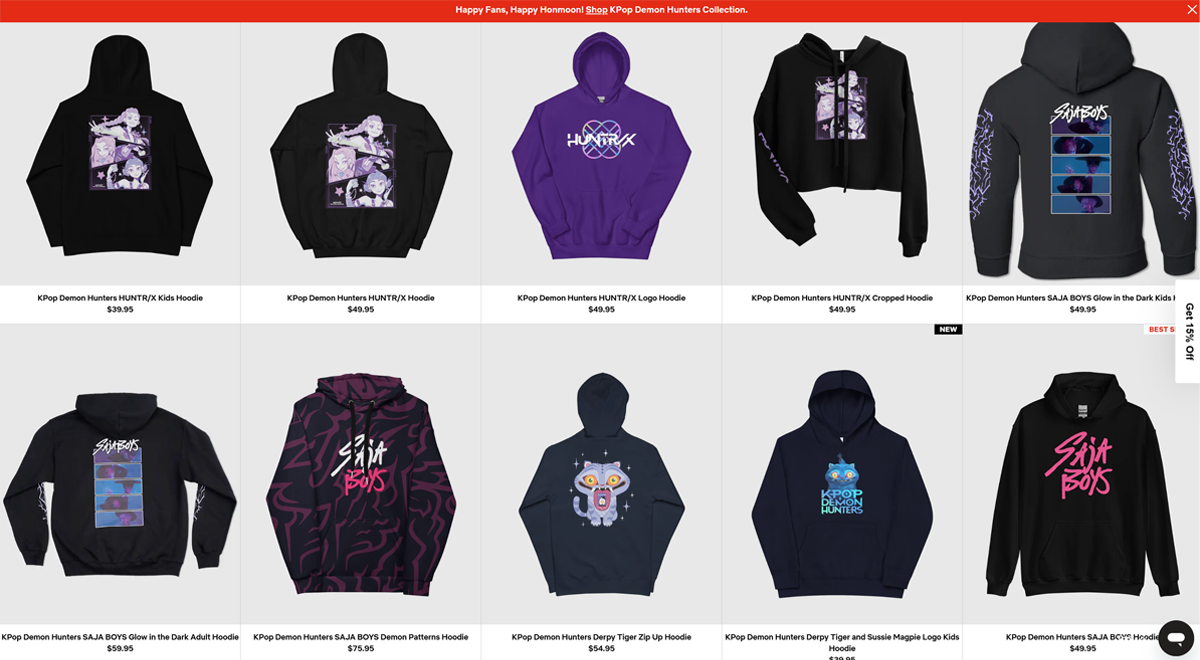 Happy Fans, Happy Honmoon! Shop KPop Demon Hunters Collection.
HUNTR/X
SAJA BOYS
KPop Demon Hunters HUNTR/X Kids Hoodie
$39.95
KPop Demon Hunters HUNTR/X Hoodie
$49.95
KPop Demon Hunters HUNTR/X Logo Hoodie
$49.95
KPop Demon Hunters HUNTR/X Cropped Hoodie
$49.95
KPop Demon Hunters SAJA BOYS Glow in the Dark Kids
$49.95
Get 15% Off
NEW
BEST
SAJA BOYS
SAJA
BOYS
K-POP
DEMON
HUNTERS
SAJA
BOYS
KPop Demon Hunters SAJA BOYS Glow in the Dark Adult Hoodie
$59.95
KPop Demon Hunters SAJA BOYS Demon Patterns Hoodie
$75.95
KPop Demon Hunters Derpy Tiger Zip Up Hoodie
$54.95
KPop Demon Hunters Derpy Tiger and Sussie Magpie Logo Kids
Hoodie
$39.95
KPop Demon Hunters SAJA BOYS Hoodie
$49.95